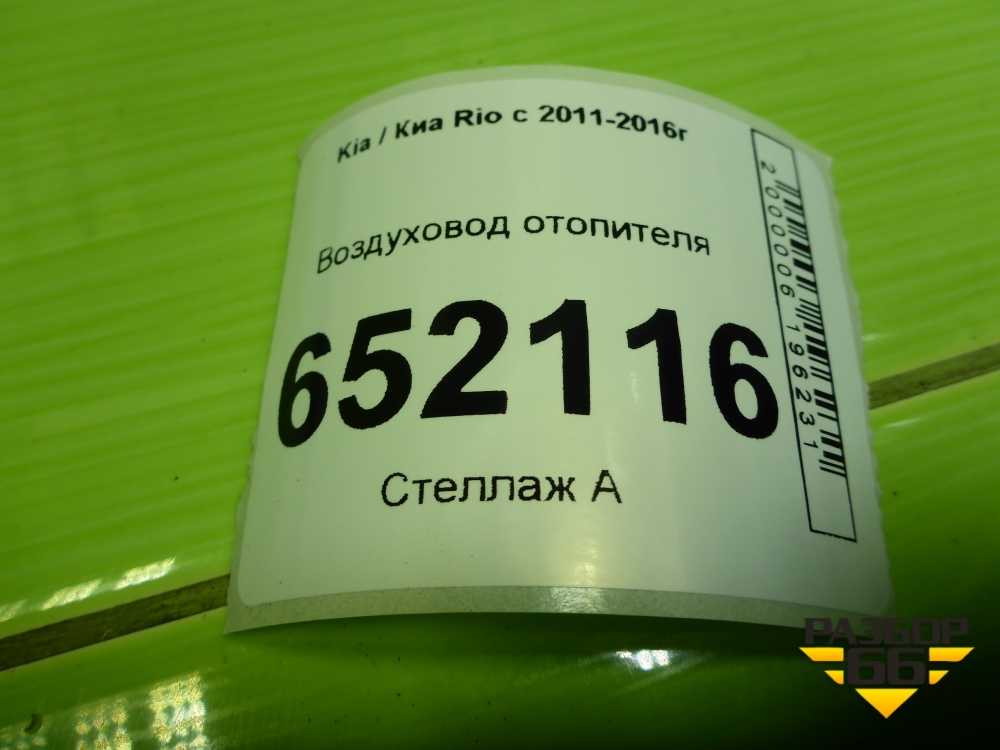 Kia / Киа Rio с 2011-2016г
Воздуховод отопителя
652116
Стеллаж А
2000006196231
РАЗБОР
66